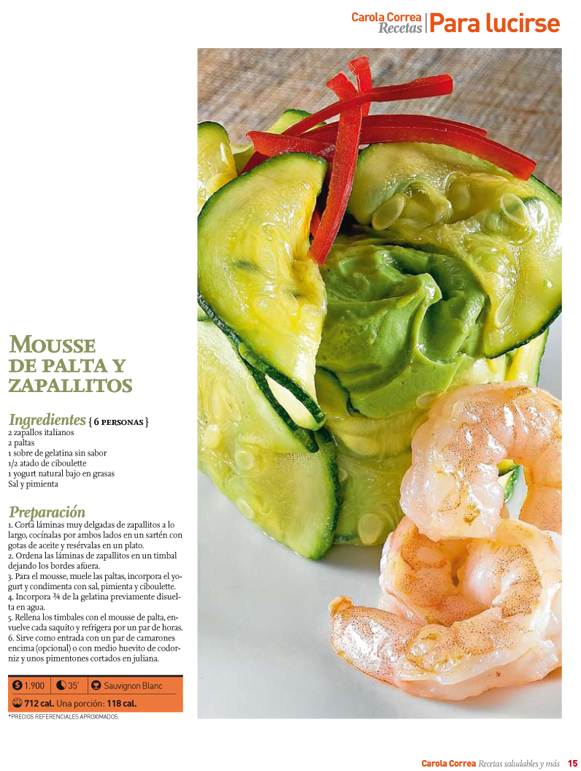 Carola Correa
Recetas
Para lucirse
MOUSSE
DE PALTA Y
ZAPALLITOS
Ingredientes { 6 PERSONAS }
2 zapallos italianos
2 paltas
1 sobre de gelatina sin sabor
1/2 atado de ciboulette
1 yogurt natural bajo en grasas
Sal y pimienta
Preparación
1. Corta láminas muy delgadas de zapallitos a lo
largo, cocínalas por ambos lados en un sartén con
gotas de aceite y resérvalas en un plato.
2. Ordena las láminas de zapallitos en un timbal
dejando los bordes afuera.
3. Para el mousse, muele las paltas, incorpora el yo-
gurt y condimenta con sal, pimienta y ciboulette.
4. Incorpora ¾ de la gelatina previamente disuel-
ta en agua.
5. Rellena los timbales con el mousse de palta, en-
vuelve cada saquito y refrigera por un par de horas.
6. Sirve como entrada con un par de camarones
encima (opcional) o con medio huevito de codor-
niz y unos pimentones cortados en juliana.
$ 1.900 35' Sauvignon Blanc
712 cal. Una porción: 118 cal.
*PRECIOS REFERENCIALES APROXIMADOS.
Carola Correa Recetas saludables y más 15